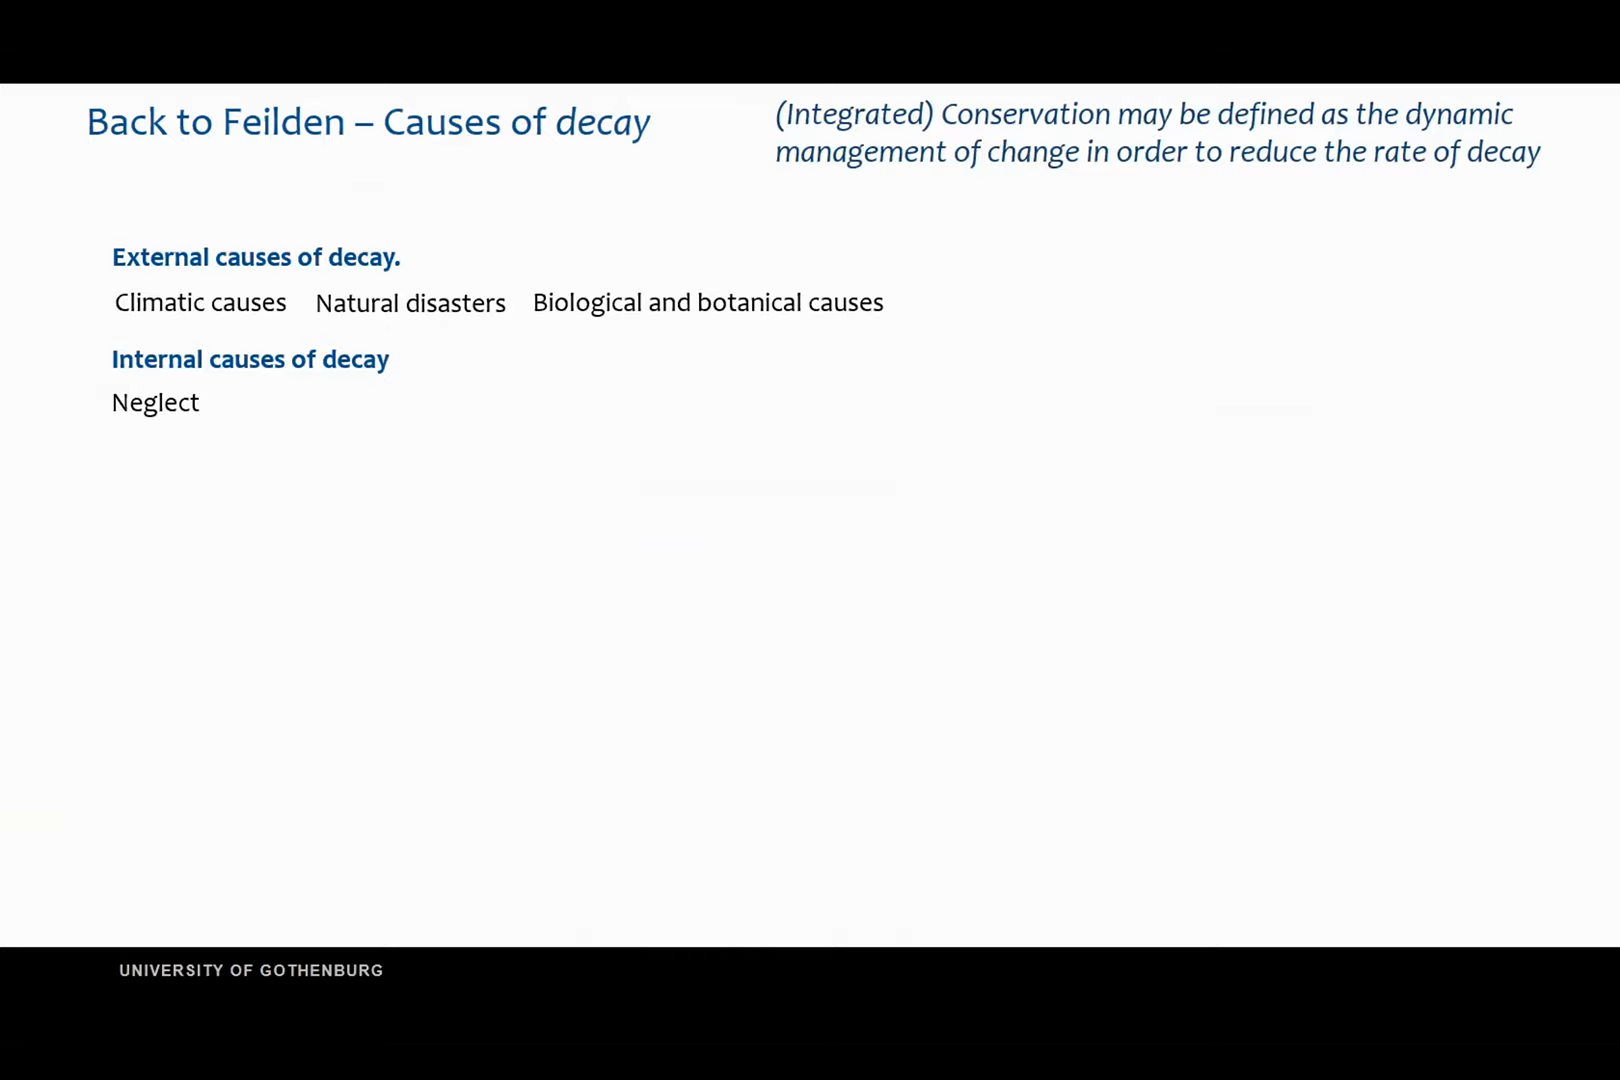 Back to Feilden – Causes of decay
(Integrated) Conservation may be defined as the dynamic
management of change in order to reduce the rate of decay
External causes of decay.
Climatic causes Natural disasters Biological and botanical causes
Internal causes of decay
Neglect
UNIVERSITY OF GOTHENBURG